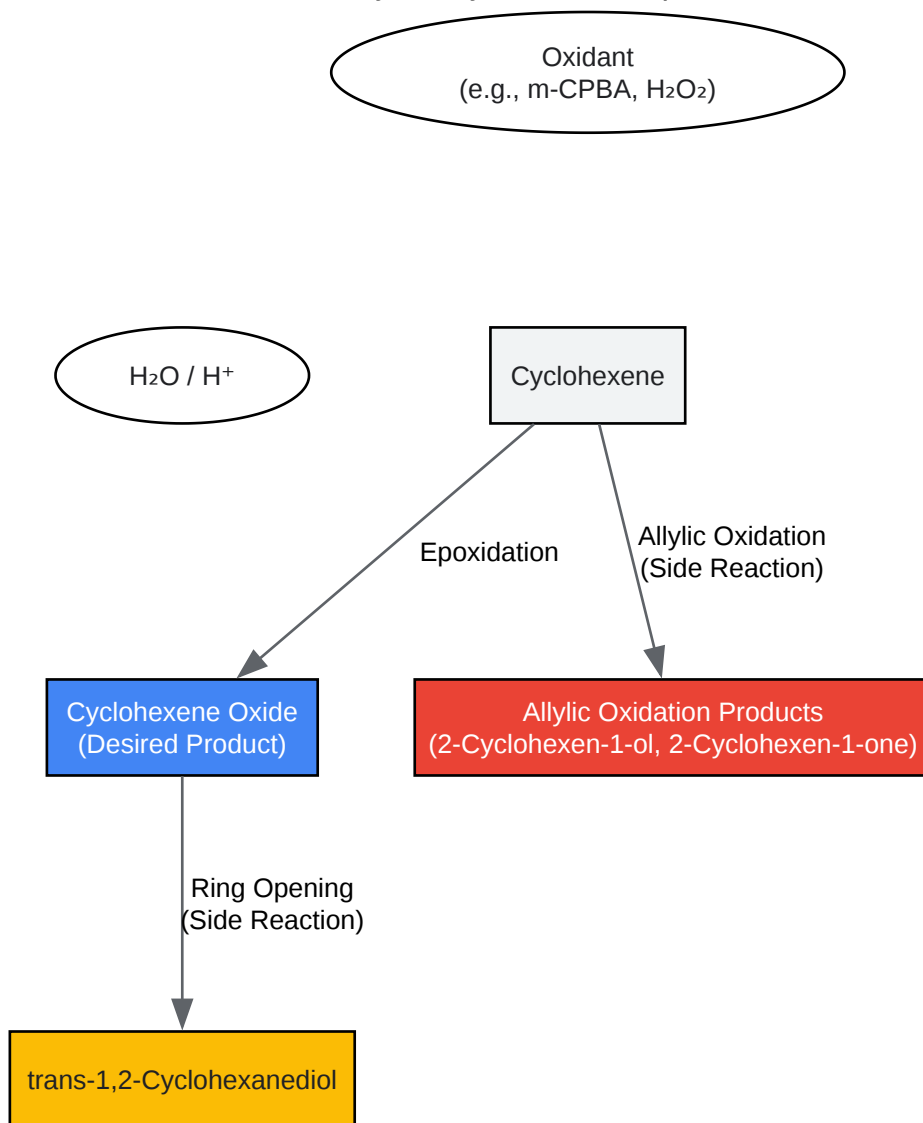 Oxidant
(e.g., m-CPBA, H₂O₂)
H₂O / H⁺
Cyclohexene
Epoxidation
Allylic Oxidation
(Side Reaction)
Cyclohexene Oxide
(Desired Product)
Allylic Oxidation Products
(2-Cyclohexen-1-ol, 2-Cyclohexen-1-one)
Ring Opening
(Side Reaction)
trans-1,2-Cyclohexanediol